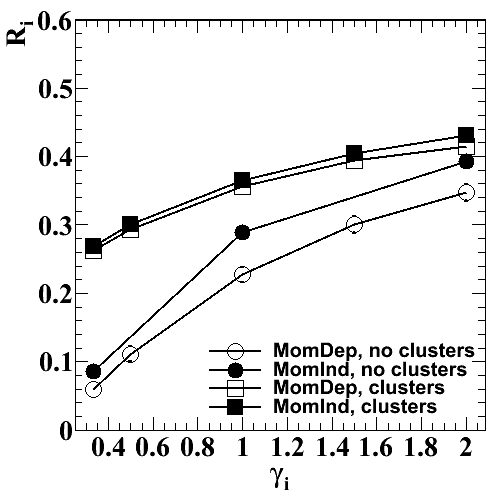 R_i
0.6
0.5
0.4
0.3
0.2
0.1
0
MomDep, no clusters
MomInd, no clusters
MomDep, clusters
MomInd, clusters
0.4 0.6 0.8 1 1.2 1.4 1.6 1.8 2
γ_i